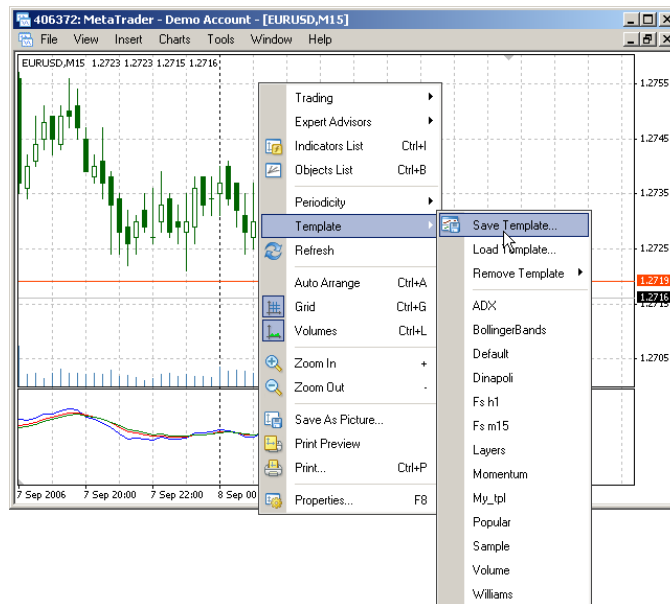 406372: MetaTrader - Demo Account - [EURUSD,M15]
File View Insert Charts Tools Window Help
EURUSD,M15 1.2723 1.2723 1.2715 1.2716
1.2755
1.2745
1.2735
1.2725
1.2719
1.2716
1.2715
1.2705
Trading
Expert Advisors
Indicators List Ctrl+I
Objects List Ctrl+B
Periodicity
Template
Refresh
Auto Arrange Ctrl+A
Grid Ctrl+G
Volumes Ctrl+L
Zoom In +
Zoom Out -
Save As Picture...
Print Preview
Print... Ctrl+P
Properties... F8
Save Template...
Load Template...
Remove Template
ADX
BollingerBands
Default
Dinapoli
Fs h1
Fs m15
Layers
Momentum
My_tpl
Popular
Sample
Volume
Williams
7 Sep 2006 7 Sep 20:00 7 Sep 22:00 8 Sep 00